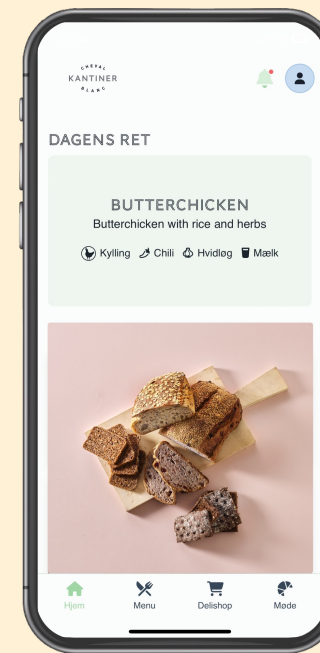 CHEVAL
KANTINER
BLANC
DAGENS RET
BUTTERCHICKEN
Butterchicken with rice and herbs
Kylling Chili Hvidløg Mælk
Hjem Menu Delishop Møde